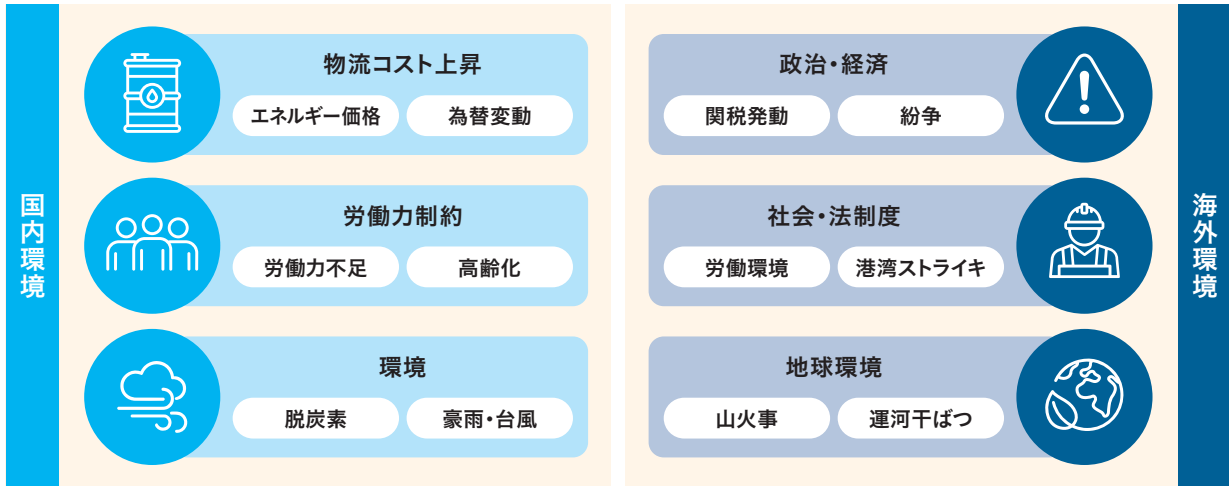 国内環境
物流コスト上昇
エネルギー価格
為替変動
労働力制約
労働力不足
高齢化
環境
脱炭素
豪雨・台風
政治・経済
関税発動
紛争
社会・法制度
労働環境
港湾ストライキ
地球環境
山火事
運河干ばつ
海外環境